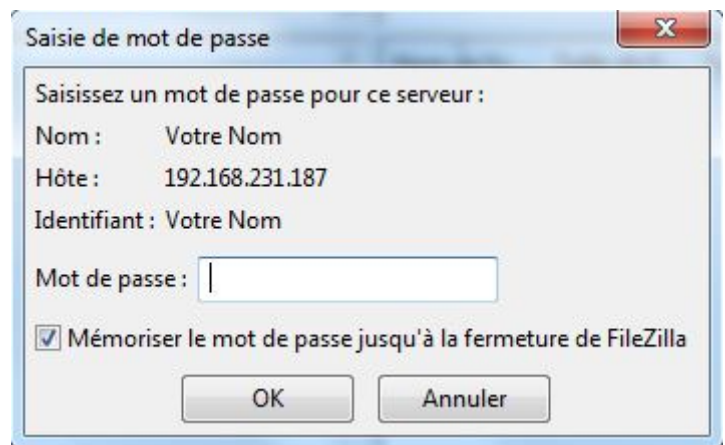 Saisie de mot de passe
Saisissez un mot de passe pour ce serveur :
Nom : Votre Nom
Hôte : 192.168.231.187
Identifiant : Votre Nom
Mot de passe :
Mémoriser le mot de passe jusqu'à la fermeture de FileZilla
OK Annuler